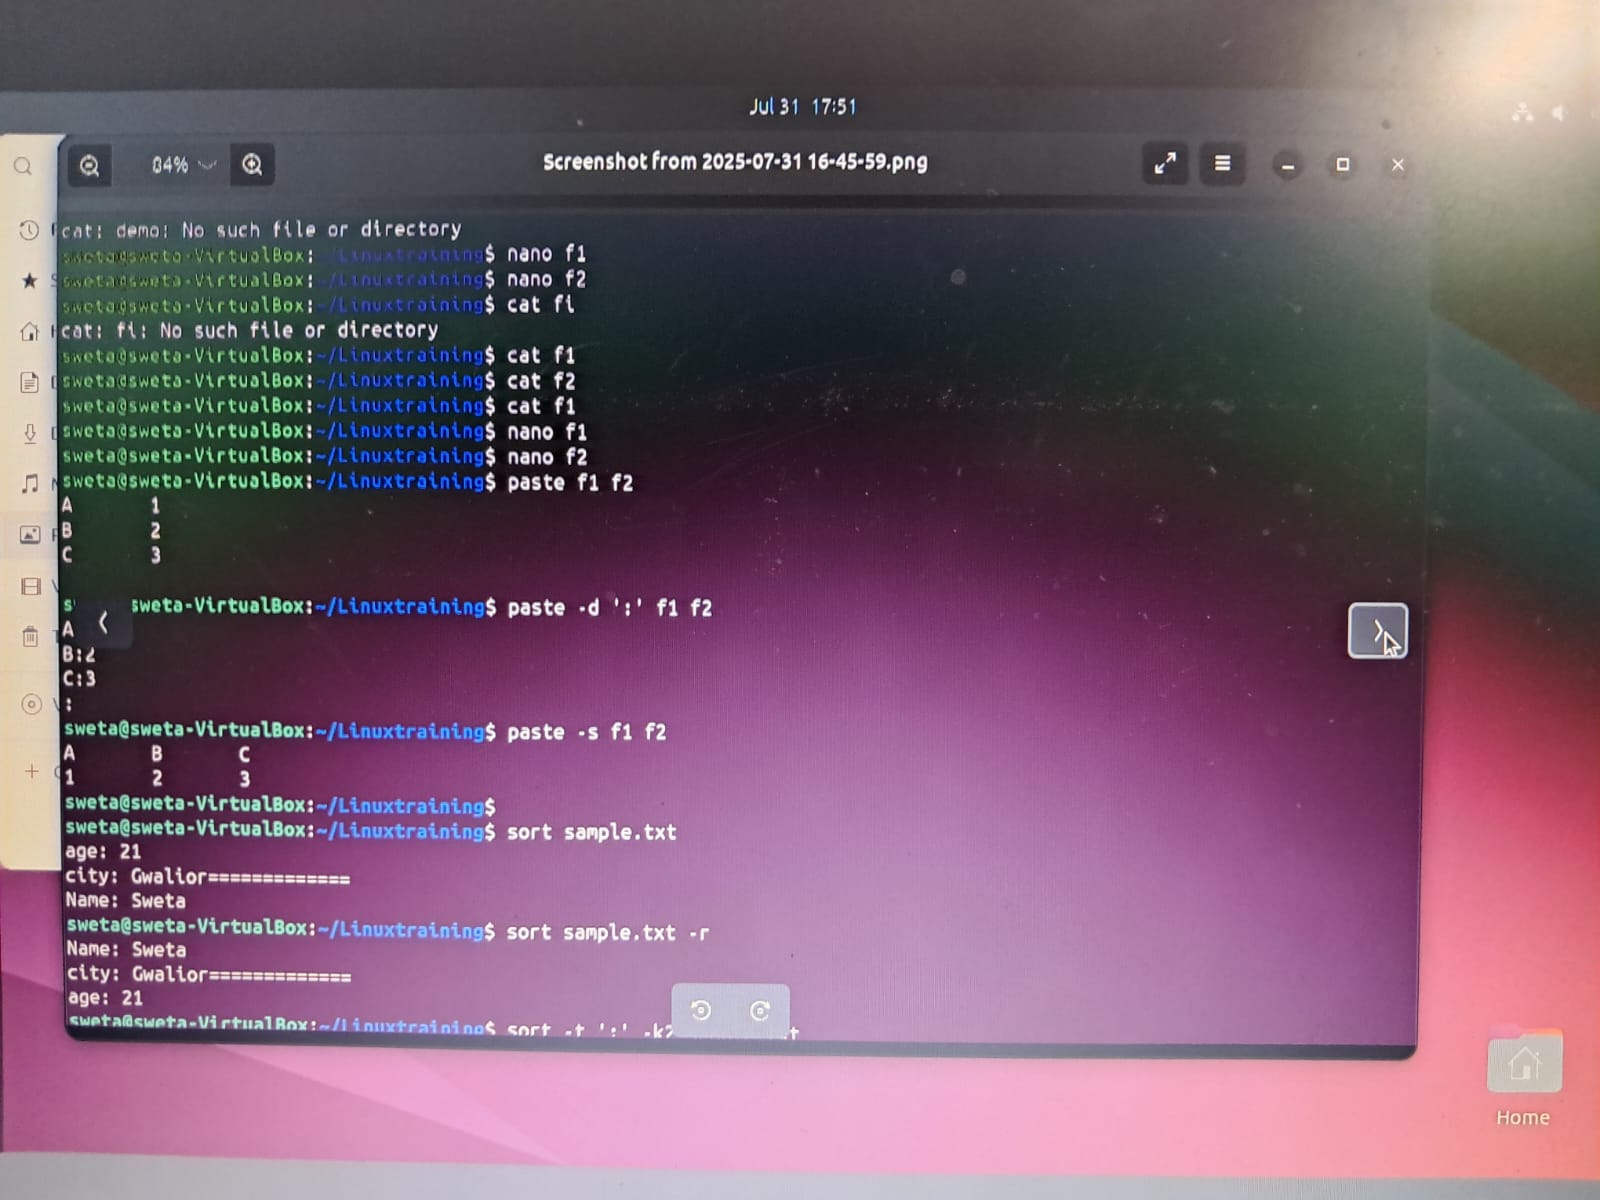 Jul 31 17:51
84%
Screenshot from 2025-07-31 16-45-59.png
cat: demo: No such file or directory
sweta@sweta-VirtualBox:~/Linuxtraining$ nano f1
sweta@sweta-VirtualBox:~/Linuxtraining$ nano f2
sweta@sweta-VirtualBox:~/Linuxtraining$ cat fi
cat: fi: No such file or directory
sweta@sweta-VirtualBox:~/Linuxtraining$ cat f1
sweta@sweta-VirtualBox:~/Linuxtraining$ cat f2
sweta@sweta-VirtualBox:~/Linuxtraining$ cat f1
sweta@sweta-VirtualBox:~/Linuxtraining$ nano f1
sweta@sweta-VirtualBox:~/Linuxtraining$ nano f2
sweta@sweta-VirtualBox:~/Linuxtraining$ paste f1 f2
A 1
B 2
C 3
sweta-VirtualBox:~/Linuxtraining$ paste -d ':' f1 f2
A
B:2
C:3
:
sweta@sweta-VirtualBox:~/Linuxtraining$ paste -s f1 f2
A B C
1 2 3
sweta@sweta-VirtualBox:~/Linuxtraining$
sweta@sweta-VirtualBox:~/Linuxtraining$ sort sample.txt
age: 21
city: Gwalior=============
Name: Sweta
sweta@sweta-VirtualBox:~/Linuxtraining$ sort sample.txt -r
Name: Sweta
city: Gwalior=============
age: 21
sweta@sweta-VirtualBox:~/Linuxtraining$ sort -t ':' -k2
Home